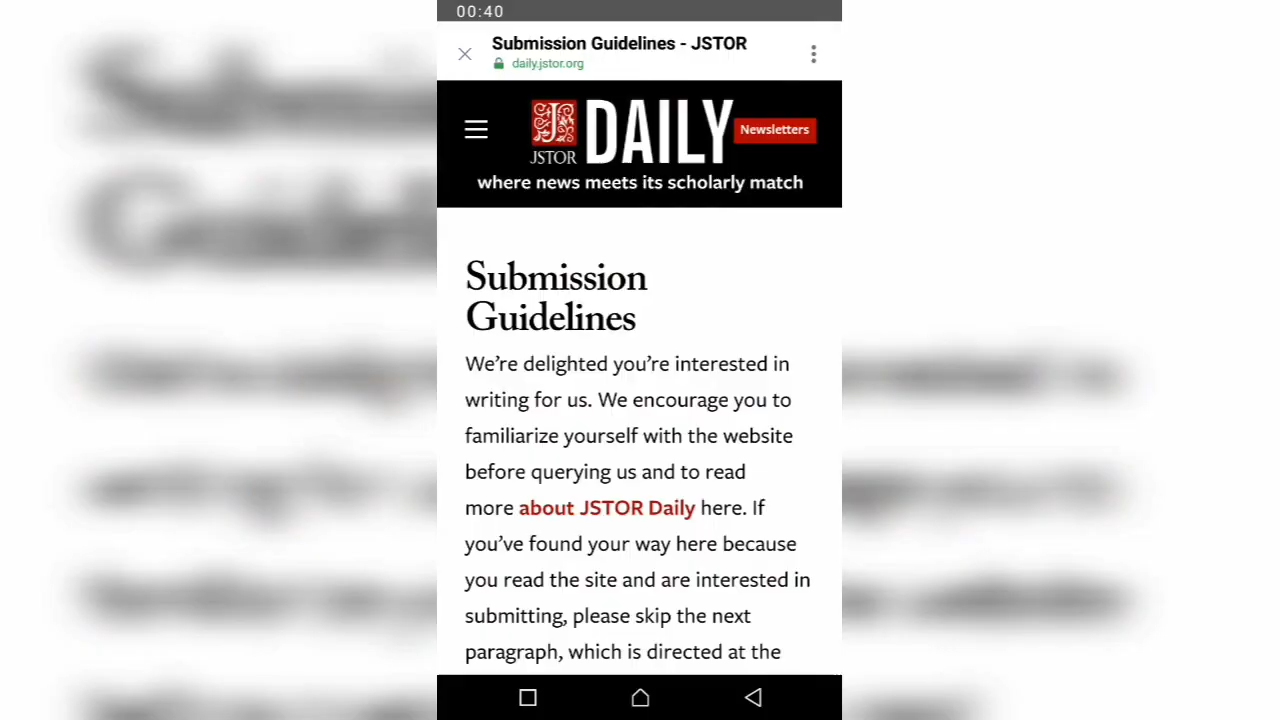 00:40
Submission Guidelines - JSTOR
daily.jstor.org
JSTOR DAILY
Newsletters
where news meets its scholarly match
Submission
Guidelines
We’re delighted you’re interested in
writing for us. We encourage you to
familiarize yourself with the website
before querying us and to read
more about JSTOR Daily here. If
you’ve found your way here because
you read the site and are interested in
submitting, please skip the next
paragraph, which is directed at the